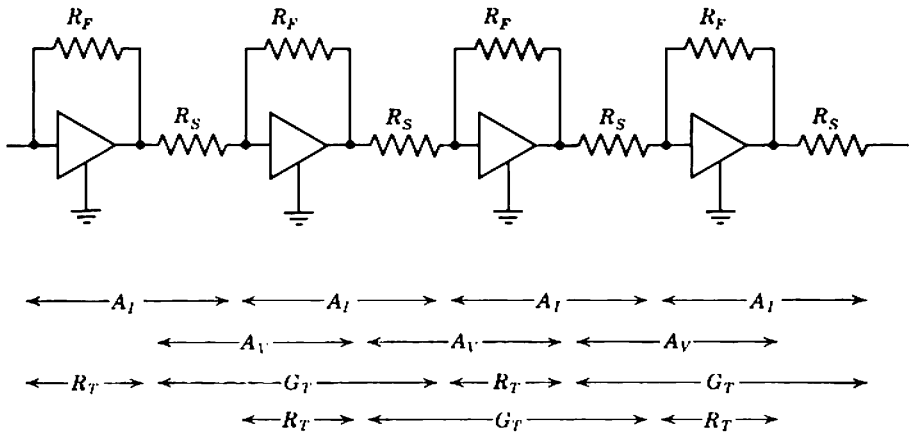 R_F R_F R_F R_F
R_S R_S R_S R_S
A_I A_I A_I A_I
A_V A_V A_V
R_T G_T R_T G_T
R_T G_T R_T